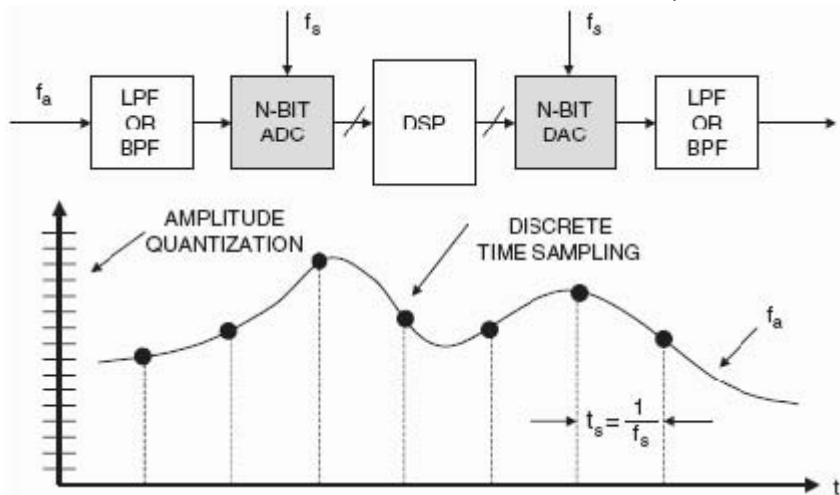 fs
fs
fa
LPF
OR
BPF
N-BIT
ADC
DSP
N-BIT
DAC
LPF
OR
BPF
AMPLITUDE
QUANTIZATION
DISCRETE
TIME SAMPLING
fa
ts = 1/fs
t